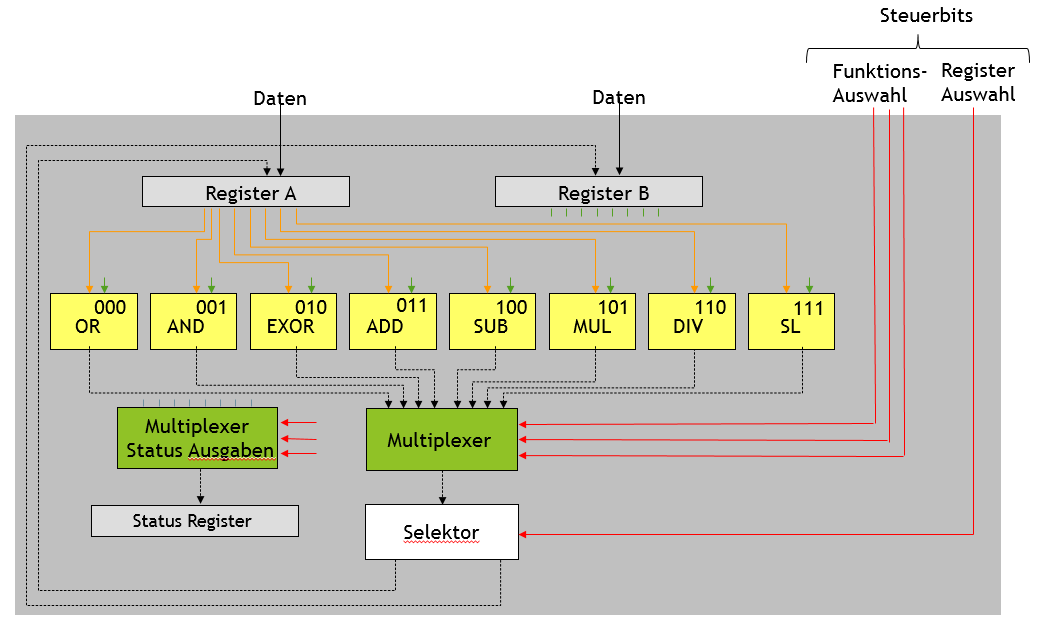 Steuerbits
Funktions-
Auswahl
Register
Auswahl
Daten
Daten
Register A
Register B
000
OR
001
AND
010
EXOR
011
ADD
100
SUB
101
MUL
110
DIV
111
SL
Multiplexer
Status Ausgaben
Multiplexer
Status Register
Selektor